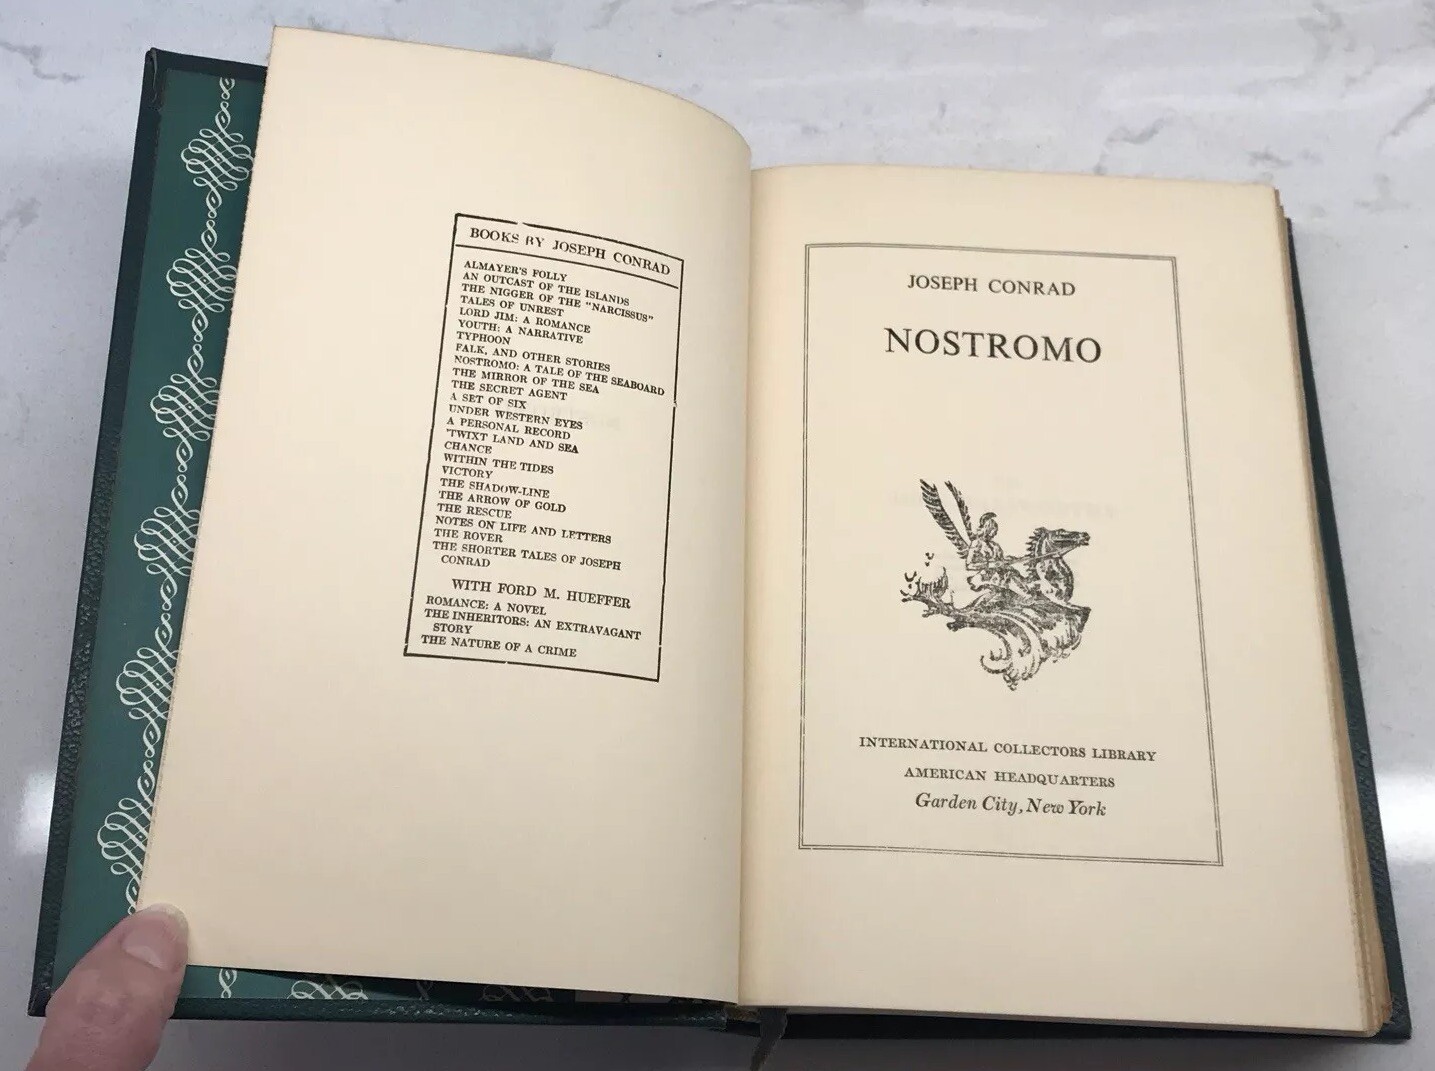 BOOKS BY JOSEPH CONRAD
ALMAYER'S FOLLY
AN OUTCAST OF THE ISLANDS
THE NIGGER OF THE "NARCISSUS"
TALES OF UNREST
LORD JIM: A ROMANCE
YOUTH: A NARRATIVE
TYPHOON
FALK, AND OTHER STORIES
NOSTROMO: A TALE OF THE SEABOARD
THE MIRROR OF THE SEA
THE SECRET AGENT
A SET OF SIX
UNDER WESTERN EYES
A PERSONAL RECORD
'TWIXT LAND AND SEA
CHANCE
WITHIN THE TIDES
VICTORY
THE SHADOW-LINE
THE ARROW OF GOLD
THE RESCUE
NOTES ON LIFE AND LETTERS
THE ROVER
THE SHORTER TALES OF JOSEPH
CONRAD
WITH FORD M. HUEFFER
ROMANCE: A NOVEL
THE INHERITORS: AN EXTRAVAGANT
STORY
THE NATURE OF A CRIME
JOSEPH CONRAD
NOSTROMO
INTERNATIONAL COLLECTORS LIBRARY
AMERICAN HEADQUARTERS
Garden City, New York